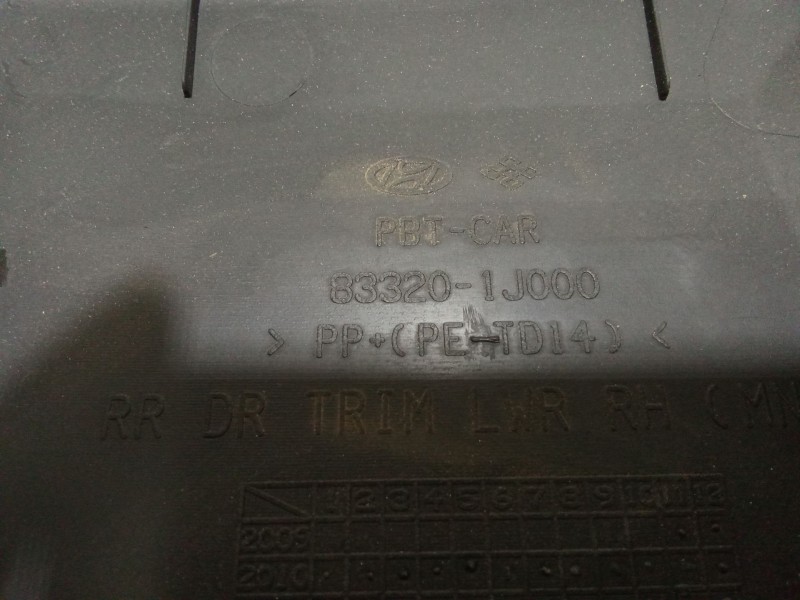 PBT-CAR
83320-1J000
> PP+(PE-TD14) <
RR DR TRIM LWR RH (MN
1 2 3 4 5 6 7 8 9 10 11 12
2009
2010